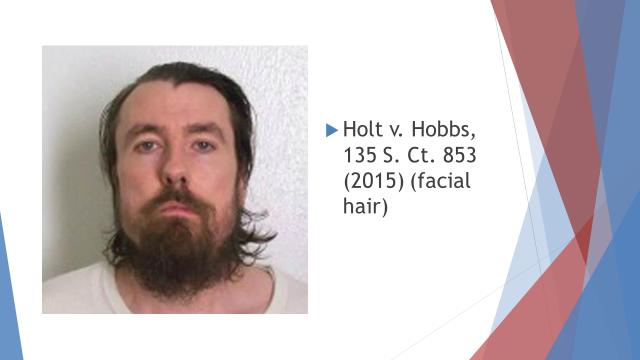 Holt v. Hobbs,
135 S. Ct. 853
(2015) (facial
hair)